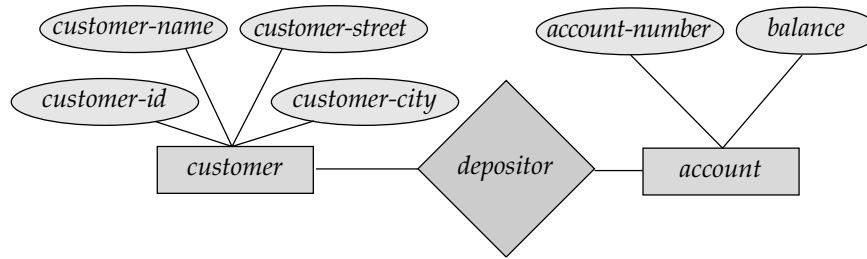 customer-name
customer-street
account-number
balance
customer-id
customer-city
customer
depositor
account